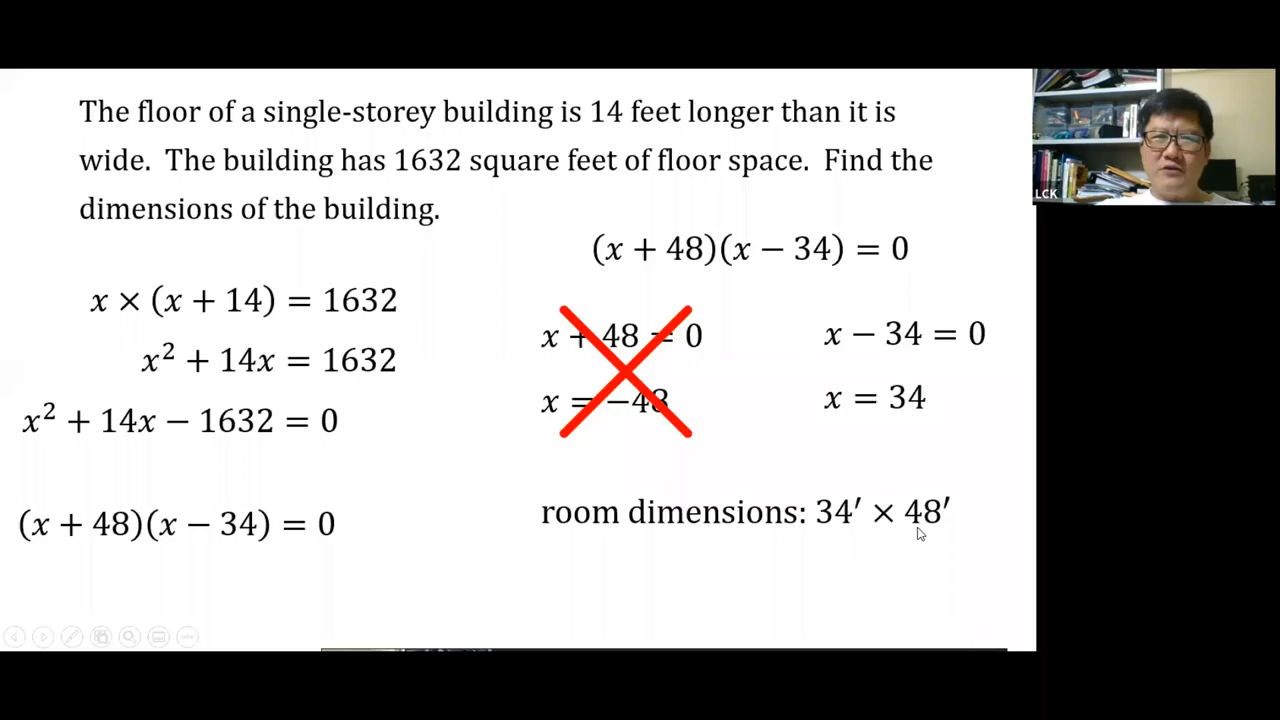 The floor of a single-storey building is 14 feet longer than it is
wide. The building has 1632 square feet of floor space. Find the
dimensions of the building.
x × (x + 14) = 1632
x² + 14x = 1632
x² + 14x − 1632 = 0
(x + 48)(x − 34) = 0
(x + 48)(x − 34) = 0
x + 48 = 0
x = −48
x − 34 = 0
x = 34
room dimensions: 34′ × 48′
LCK